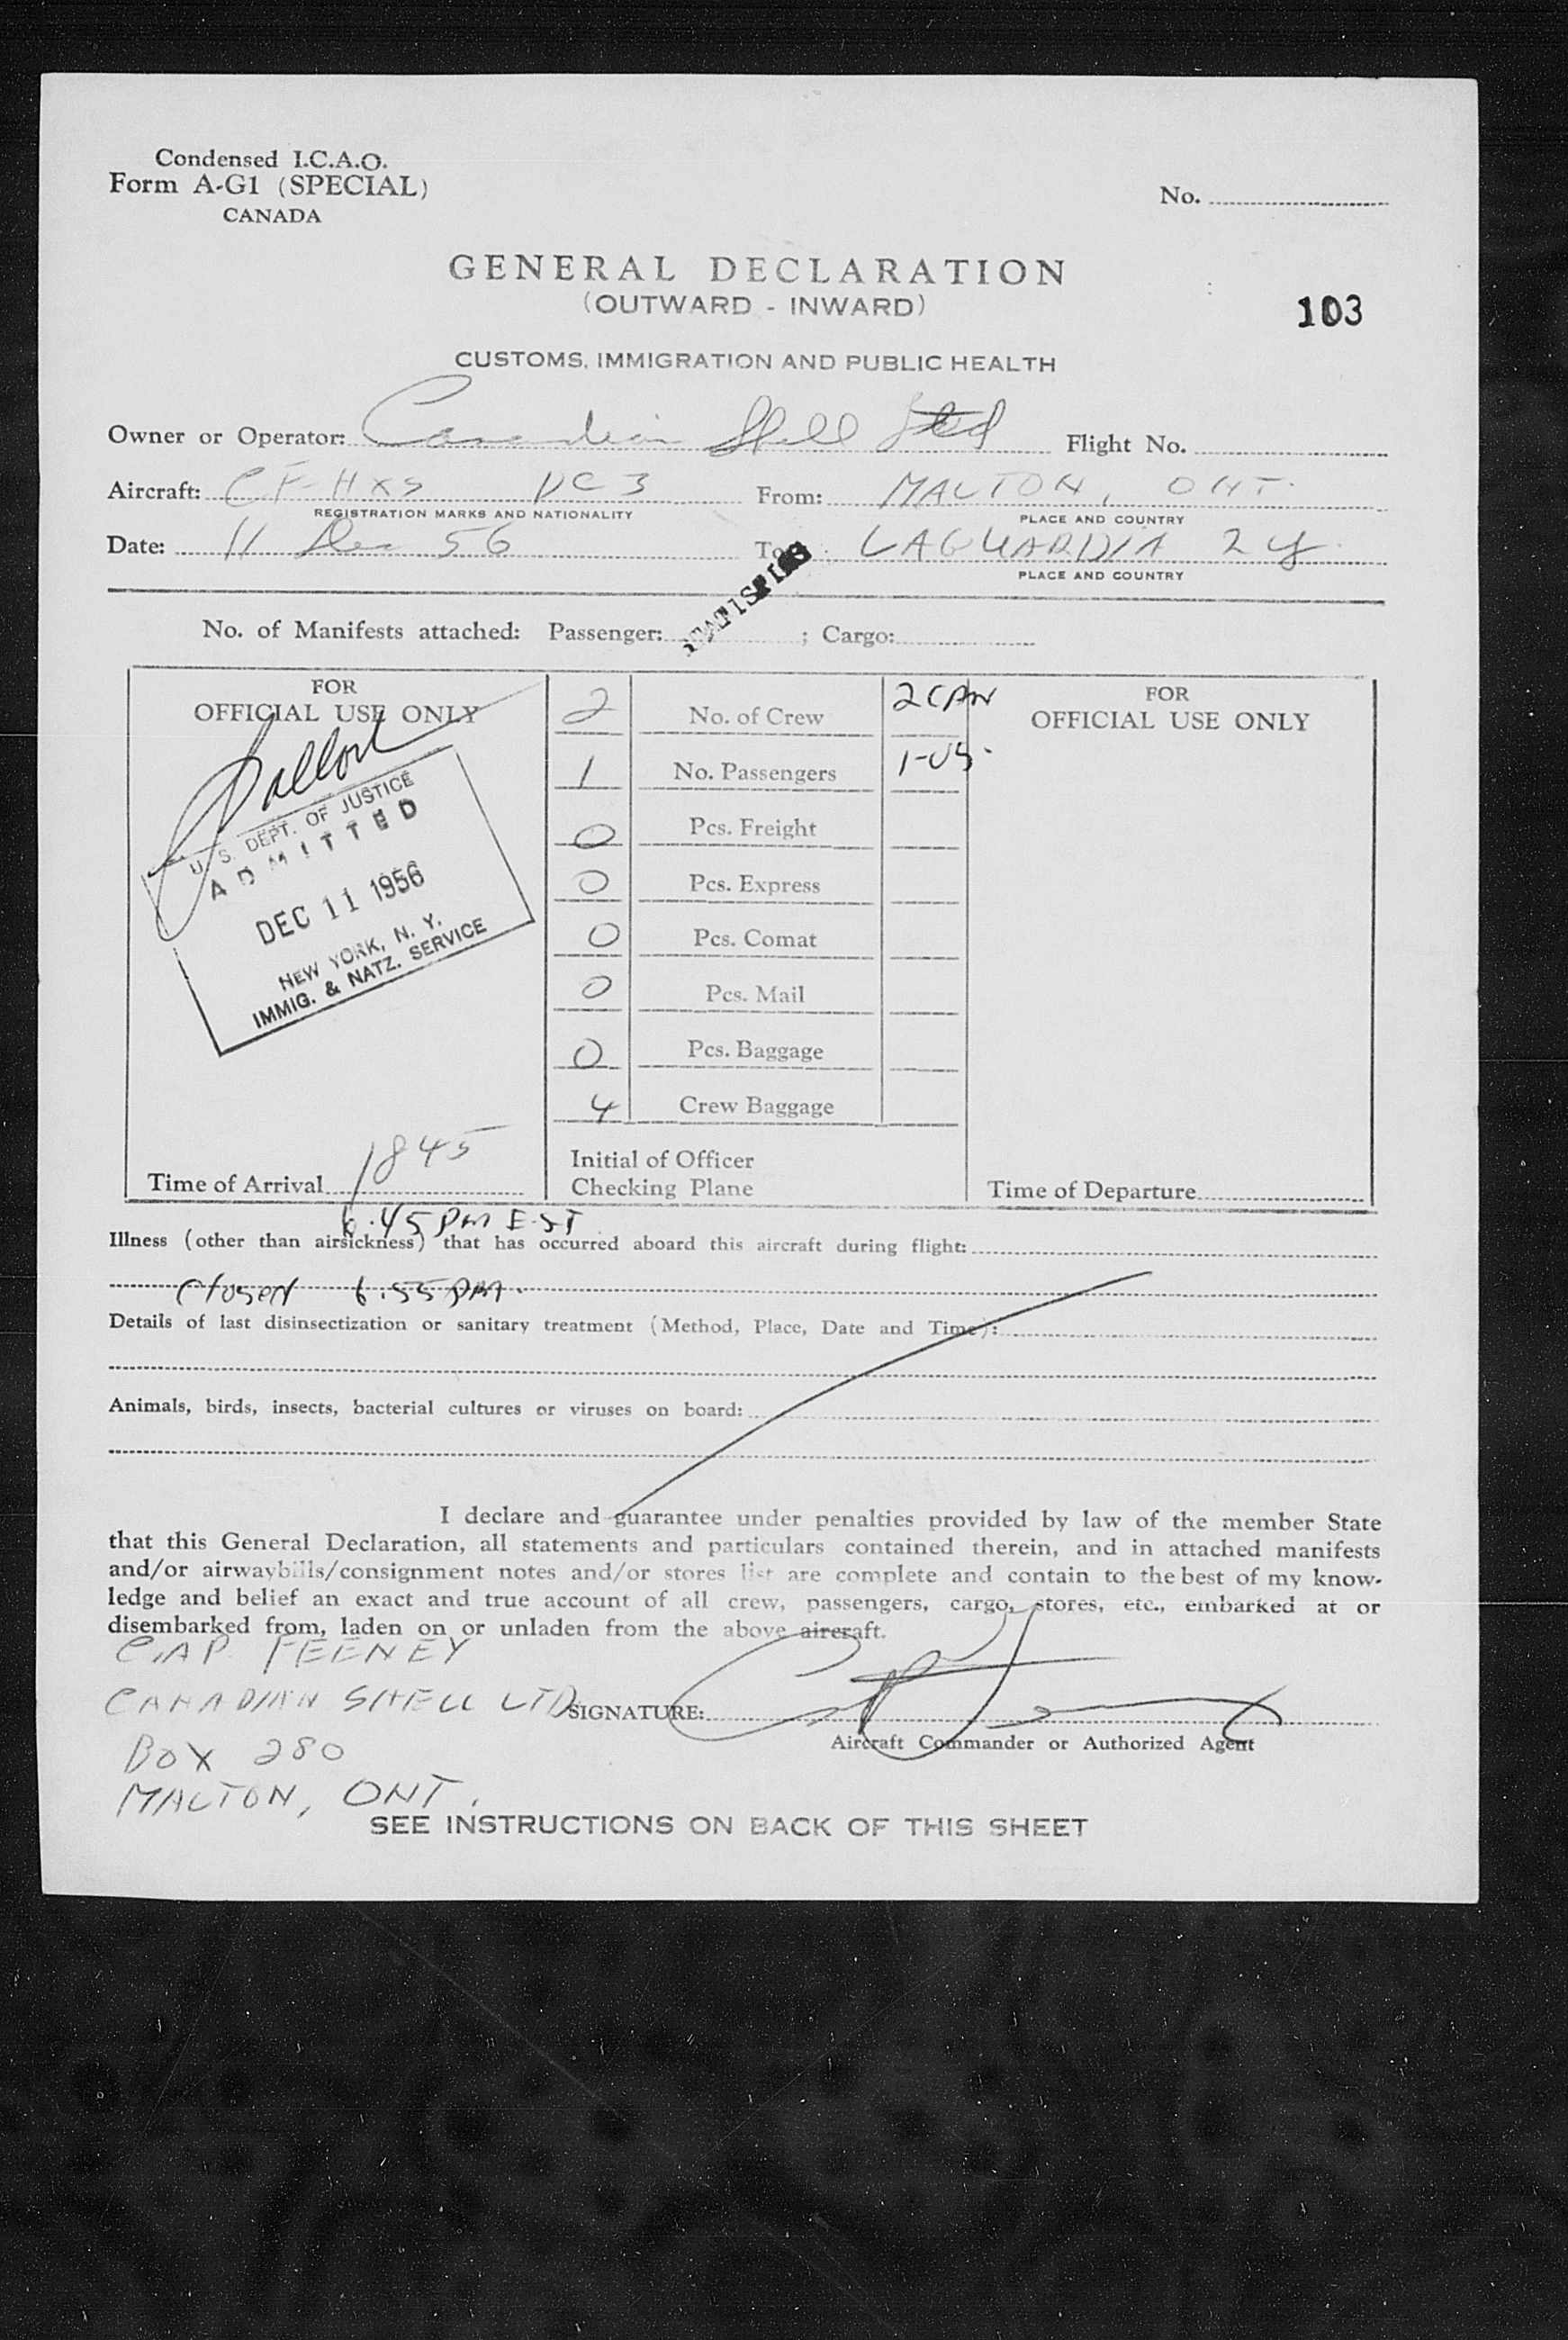 Condensed I.C.A.O.
Form A-G1 (SPECIAL)
CANADA
No.
GENERAL DECLARATION
(OUTWARD - INWARD)
103
CUSTOMS, IMMIGRATION AND PUBLIC HEALTH
Owner or Operator: Canadian Shell Ltd Flight No.
Aircraft: CF-HXS DC3 From: MALTON, ONT.
REGISTRATION MARKS AND NATIONALITY PLACE AND COUNTRY
Date: 11 Dec 56 To: LAGUARDIA
PLACE AND COUNTRY
No. of Manifests attached: Passenger: ; Cargo:
FOR
OFFICIAL USE ONLY
U. S. DEPT. OF JUSTICE
ADMITTED
DEC 11 1956
NEW YORK, N. Y.
IMMIG. & NATZ. SERVICE
Time of Arrival 1845
6.45 PM EST
2 No. of Crew 2 CAN
1 No. Passengers 1-US.
0 Pcs. Freight
0 Pcs. Express
0 Pcs. Comat
0 Pcs. Mail
0 Pcs. Baggage
4 Crew Baggage
Initial of Officer
Checking Plane
FOR
OFFICIAL USE ONLY
Time of Departure
Illness (other than airsickness) that has occurred aboard this aircraft during flight:
6:55 PM.
Details of last disinsectization or sanitary treatment (Method, Place, Date and Time):
Animals, birds, insects, bacterial cultures or viruses on board:
I declare and guarantee under penalties provided by law of the member State
that this General Declaration, all statements and particulars contained therein, and in attached manifests
and/or airwaybills/consignment notes and/or stores list are complete and contain to the best of my know-
ledge and belief an exact and true account of all crew, passengers, cargo, stores, etc., embarked at or
disembarked from, laden on or unladen from the above aircraft.
C.A.P. FEENEY
CANADIAN SHELL LTD
SIGNATURE:
Aircraft Commander or Authorized Agent
BOX 280
MALTON, ONT.
SEE INSTRUCTIONS ON BACK OF THIS SHEET